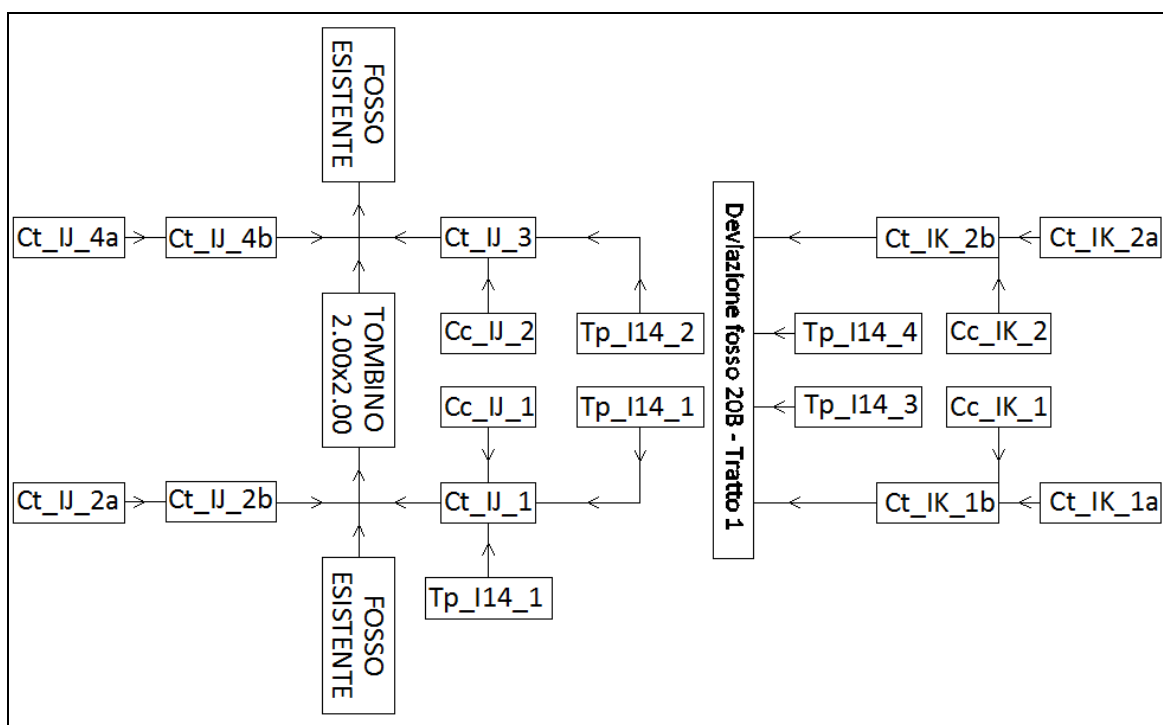 FOSSO
ESISTENTE
Ct_IJ_4a
Ct_IJ_4b
Ct_IJ_3
Ct_IK_2b
Ct_IK_2a
TOMBINO
2.00x2.00
Cc_IJ_2
Tp_I14_2
Deviazione fosso 20B - Tratto 1
Tp_I14_4
Cc_IK_2
Cc_IJ_1
Tp_I14_1
Tp_I14_3
Cc_IK_1
Ct_IJ_2a
Ct_IJ_2b
Ct_IJ_1
Ct_IK_1b
Ct_IK_1a
FOSSO
ESISTENTE
Tp_I14_1